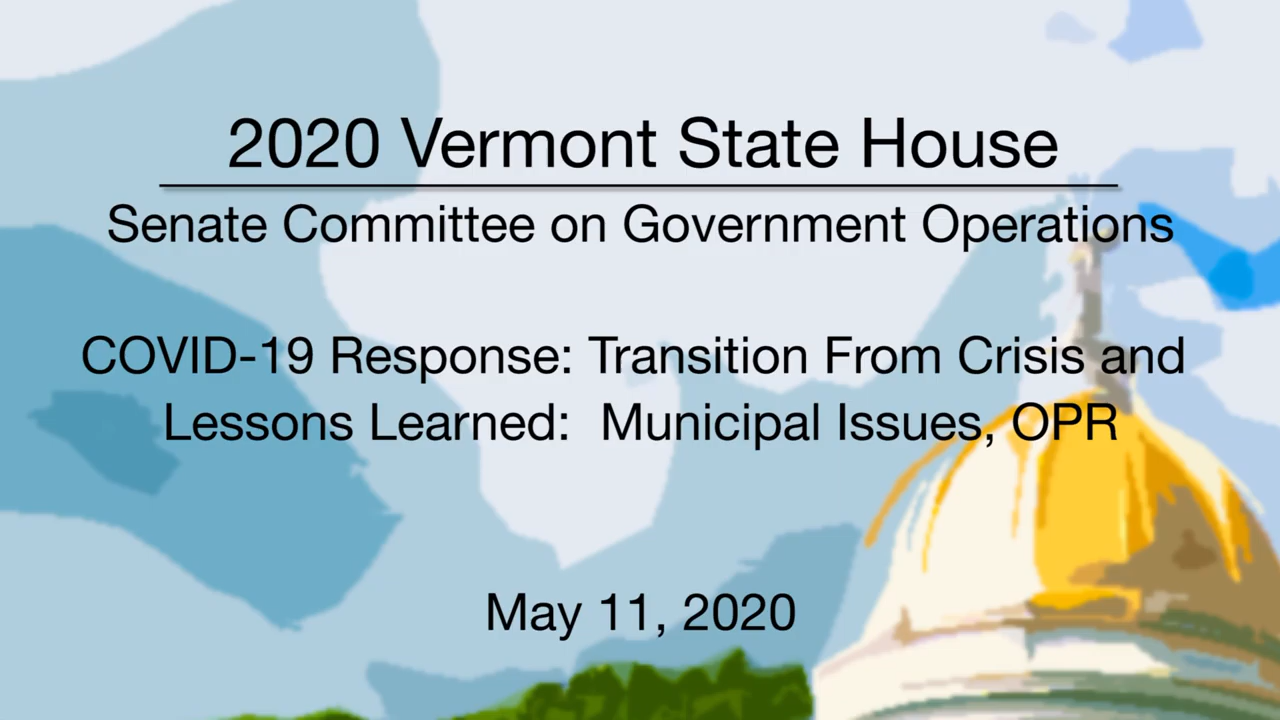 2020 Vermont State House
Senate Committee on Government Operations
COVID-19 Response: Transition From Crisis and
Lessons Learned: Municipal Issues, OPR
May 11, 2020